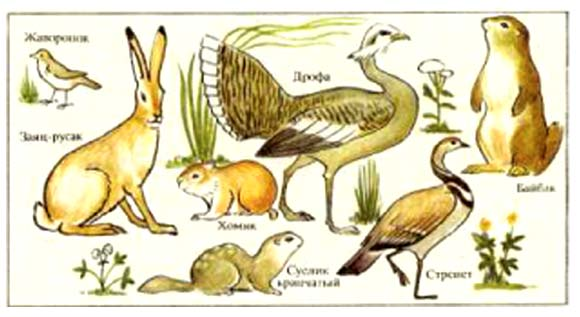 Жаворонок
Дрофа
Заяц-русак
Байбак
Хомяк
Суслик
крапчатый
Стрепет